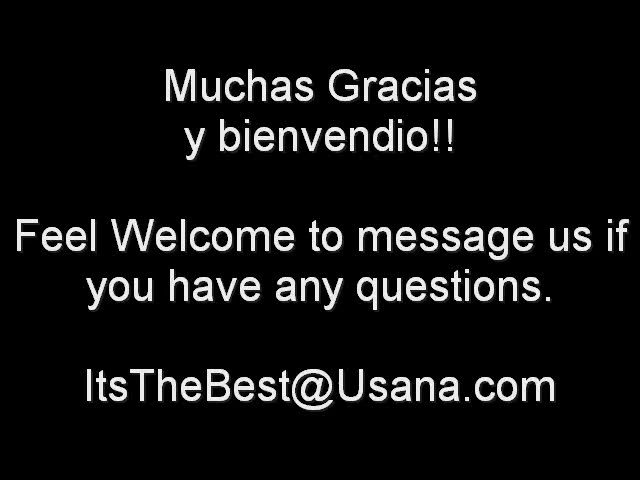 Muchas Gracias
y bienvendio!!
Feel Welcome to message us if
you have any questions.
ItsTheBest@Usana.com